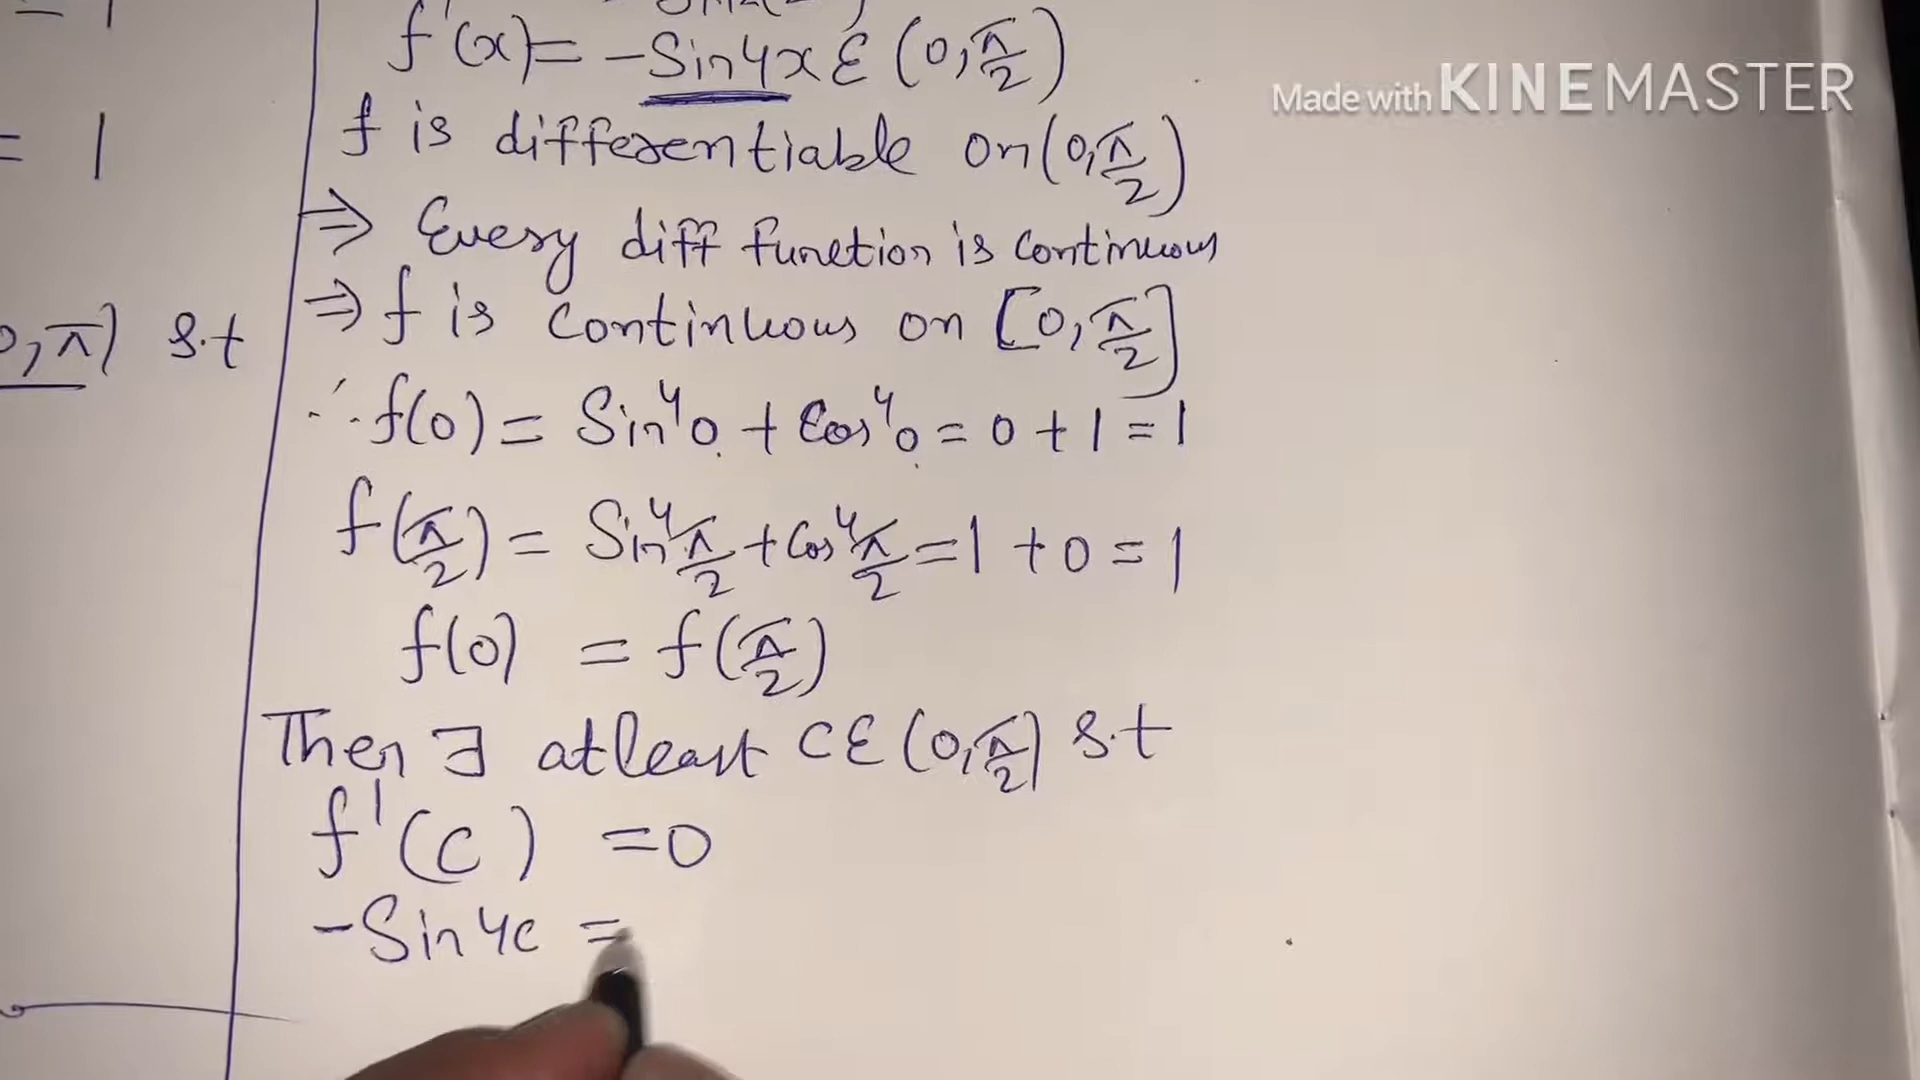 = 1
= 1
0,π) s.t
f'(x) = -Sin4x ε (0, π/2)
Made with KINEMASTER
f is differentiable on (0, π/2)
⇒ Every diff function is continuous
⇒ f is continuous on [0, π/2]
∴ f(0) = Sin⁴0 + Cos⁴0 = 0 + 1 = 1
f(π/2) = Sin⁴π/2 + Cos⁴π/2 = 1 + 0 = 1
f(0) = f(π/2)
Then ∃ atleast C ε (0, π/2) s.t
f'(c) = 0
-Sin4c =